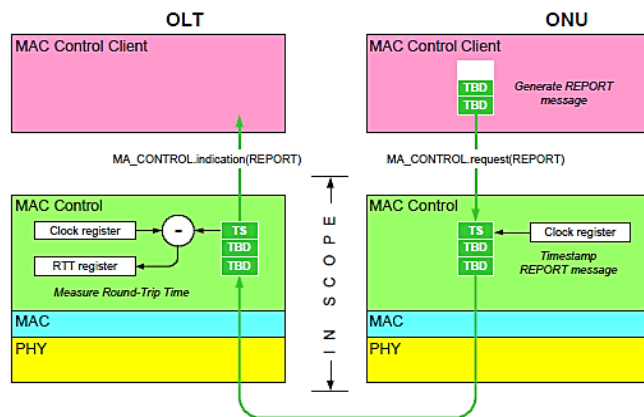 OLT
ONU
MAC Control Client
MAC Control Client
TBD
TBD
Generate REPORT
message
MA_CONTROL.indication(REPORT)
MA_CONTROL.request(REPORT)
IN SCOPE
MAC Control
Clock register
-
TS
TBD
TBD
RTT register
Measure Round-Trip Time
MAC
PHY
MAC Control
TS
TBD
TBD
Clock register
Timestamp
REPORT message
MAC
PHY